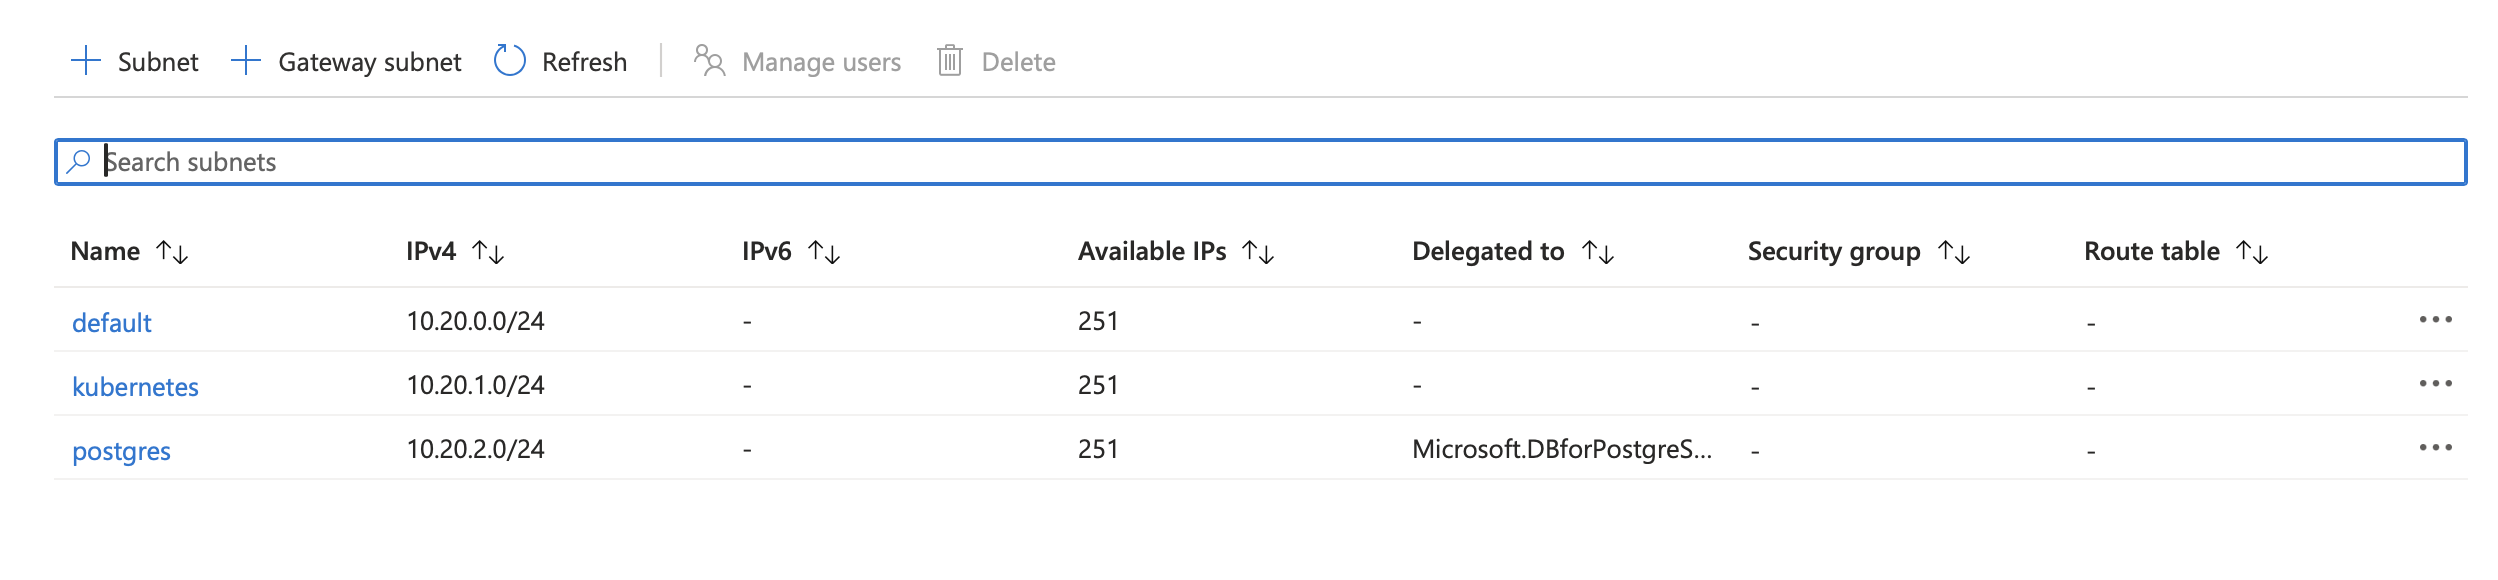 Subnet Gateway subnet Refresh Manage users Delete
Search subnets
Name IPv4 IPv6 Available IPs Delegated to Security group Route table
default 10.20.0.0/24 - 251 - - -
kubernetes 10.20.1.0/24 - 251 - - -
postgres 10.20.2.0/24 - 251 Microsoft.DBforPostgreS... - -